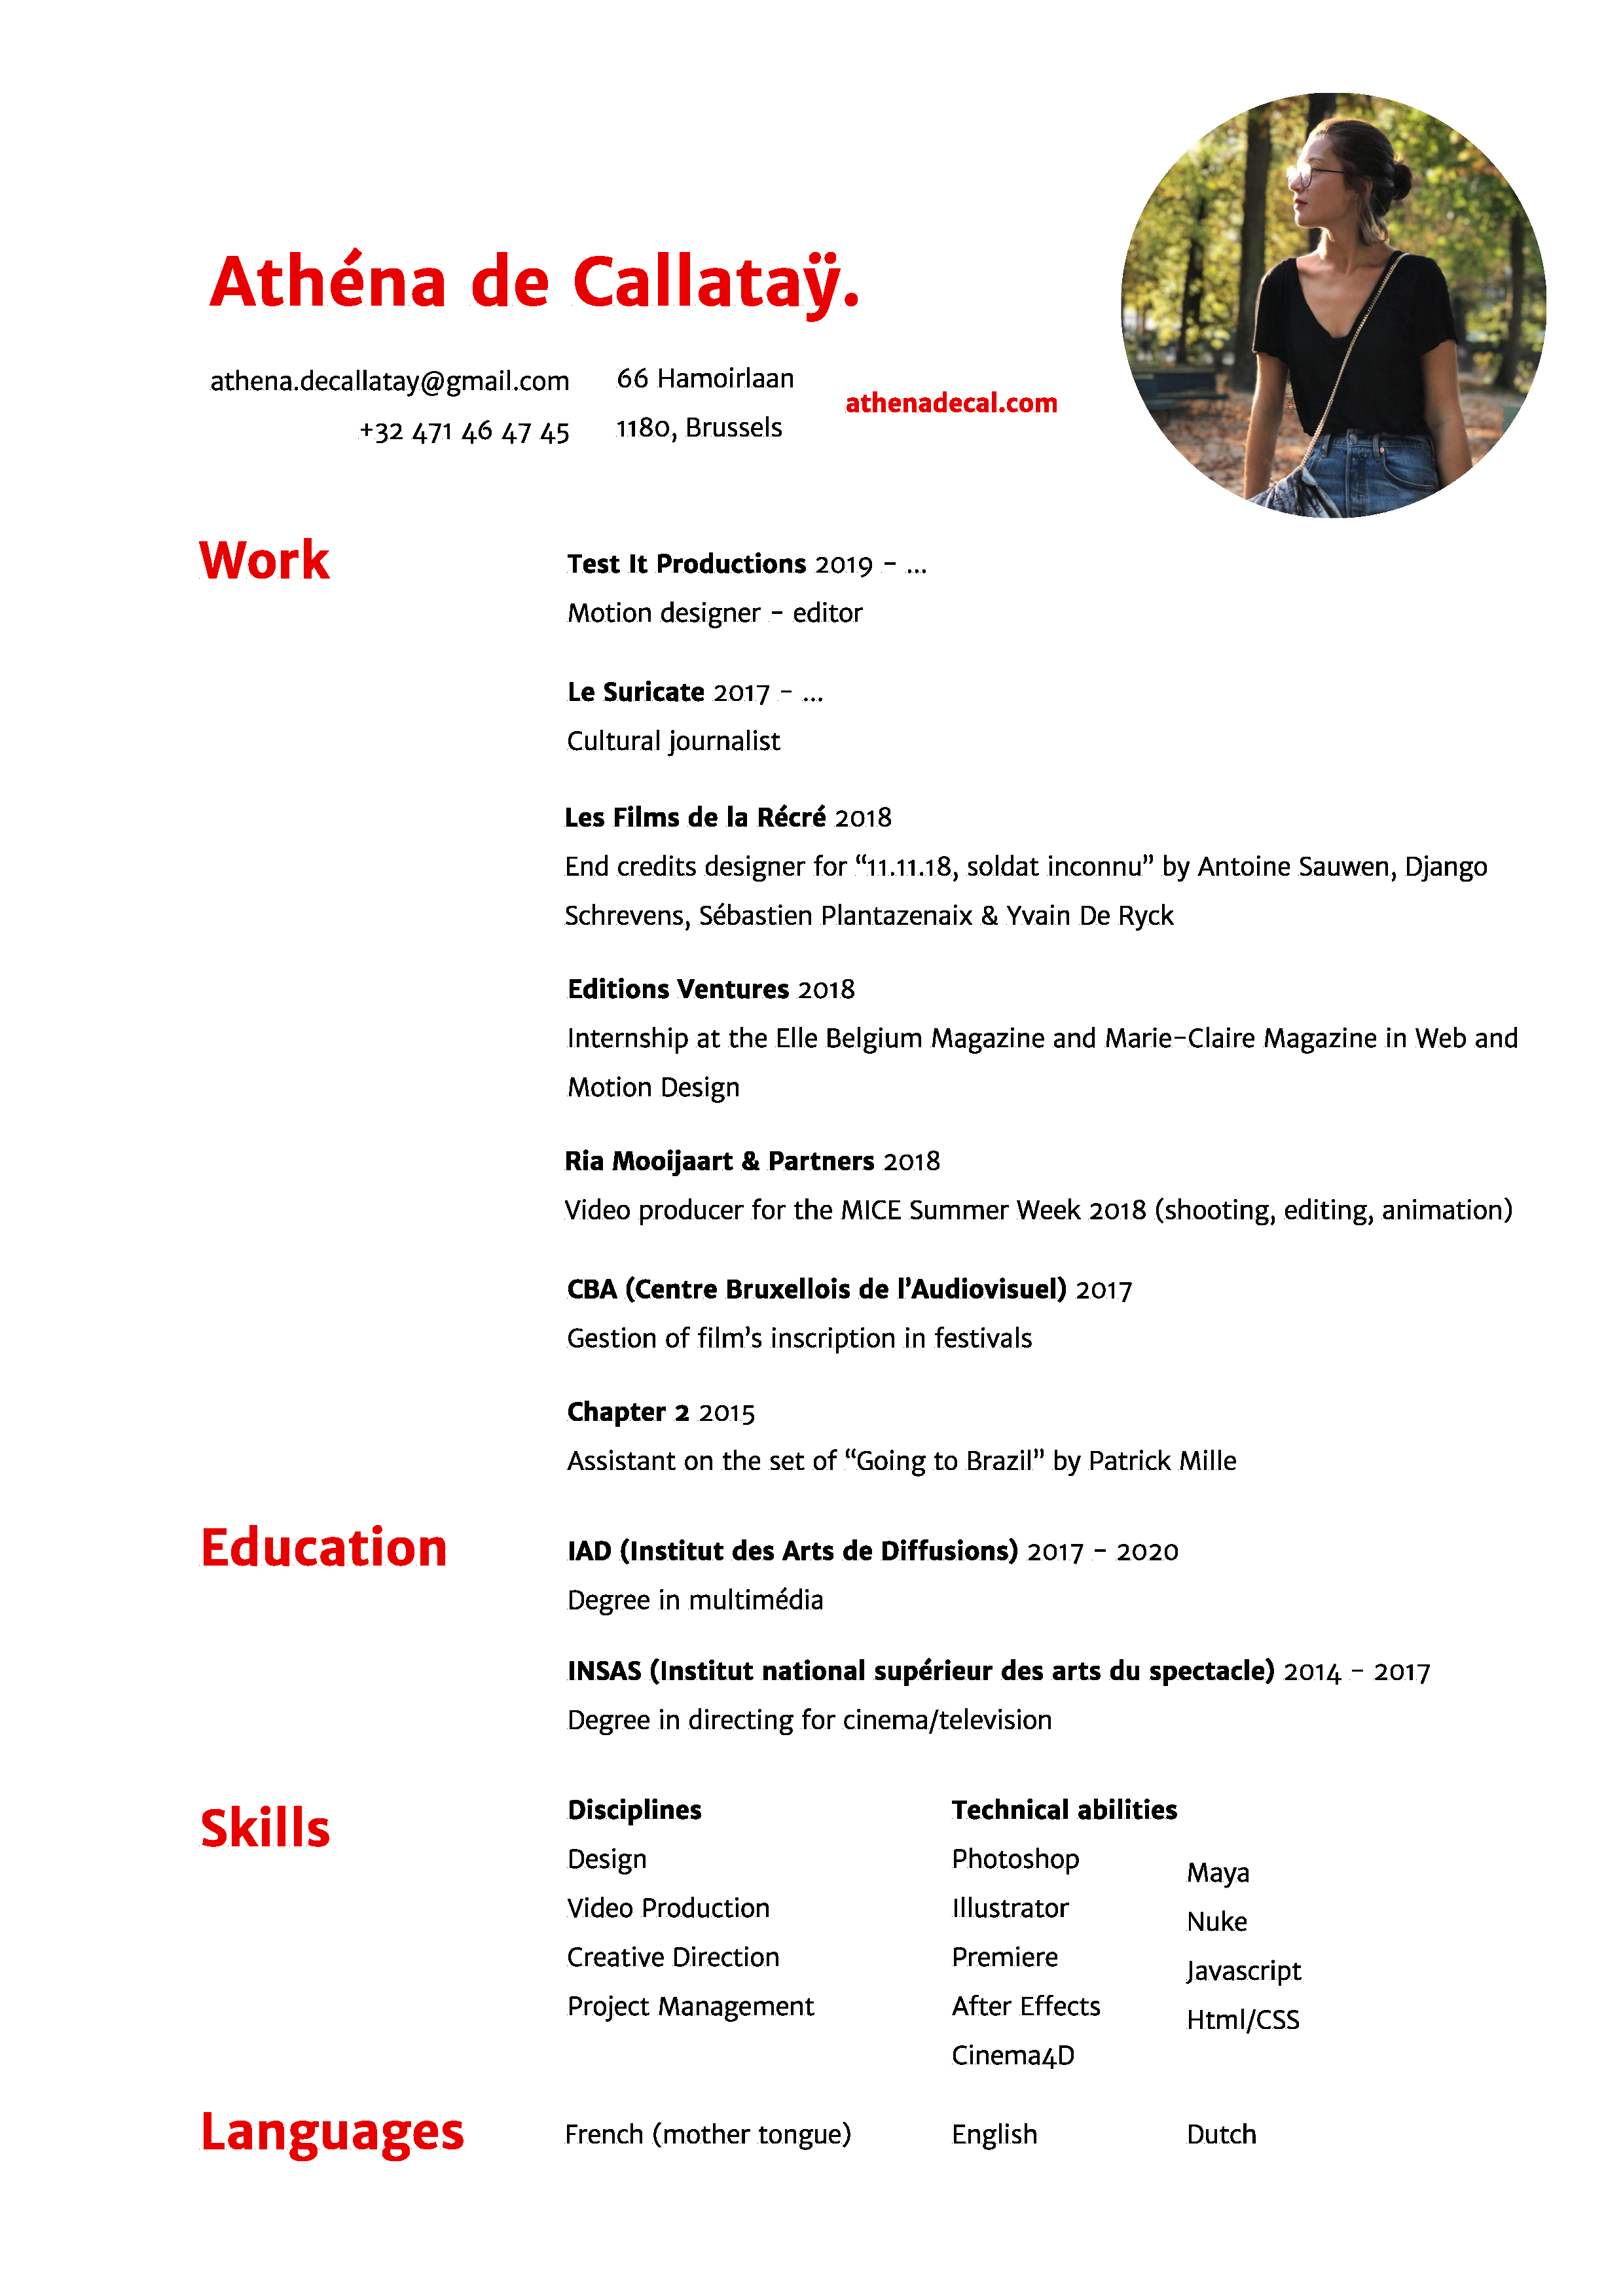 Athéna de Callataÿ.
athena.decallatay@gmail.com
+32 471 46 47 45
66 Hamoirlaan
1180, Brussels
athenadecal.com
Work
Test It Productions 2019 - ...
Motion designer - editor
Le Suricate 2017 - ...
Cultural journalist
Les Films de la Récré 2018
End credits designer for “11.11.18, soldat inconnu” by Antoine Sauwen, Django
Schrevens, Sébastien Plantazenaix & Yvain De Ryck
Editions Ventures 2018
Internship at the Elle Belgium Magazine and Marie-Claire Magazine in Web and
Motion Design
Ria Mooijaart & Partners 2018
Video producer for the MICE Summer Week 2018 (shooting, editing, animation)
CBA (Centre Bruxellois de l’Audiovisuel) 2017
Gestion of film’s inscription in festivals
Chapter 2 2015
Assistant on the set of “Going to Brazil” by Patrick Mille
Education
IAD (Institut des Arts de Diffusions) 2017 - 2020
Degree in multimédia
INSAS (Institut national supérieur des arts du spectacle) 2014 - 2017
Degree in directing for cinema/television
Skills
Disciplines
Design
Video Production
Creative Direction
Project Management
Technical abilities
Photoshop
Illustrator
Premiere
After Effects
Cinema4D
Maya
Nuke
Javascript
Html/CSS
Languages
French (mother tongue)
English
Dutch